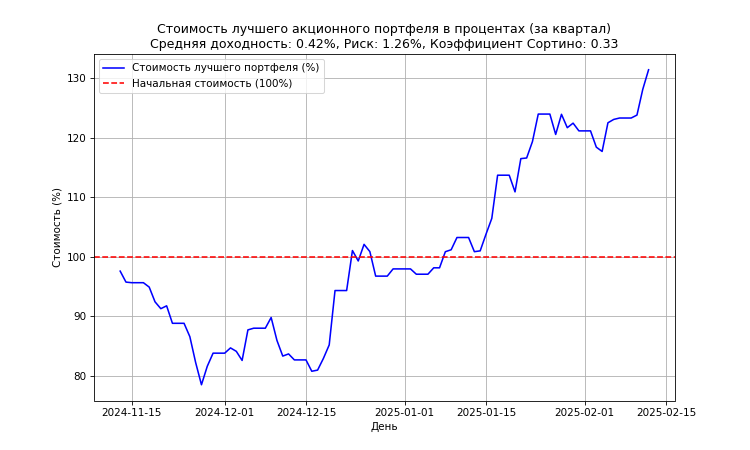 Стоимость лучшего акционного портфеля в процентах (за квартал)
Средняя доходность: 0.42%, Риск: 1.26%, Коэффициент Сортино: 0.33
Стоимость лучшего портфеля (%)
Начальная стоимость (100%)
Стоимость (%)
130
120
110
100
90
80
2024-11-15
2024-12-01
2024-12-15
2025-01-01
2025-01-15
2025-02-01
2025-02-15
День